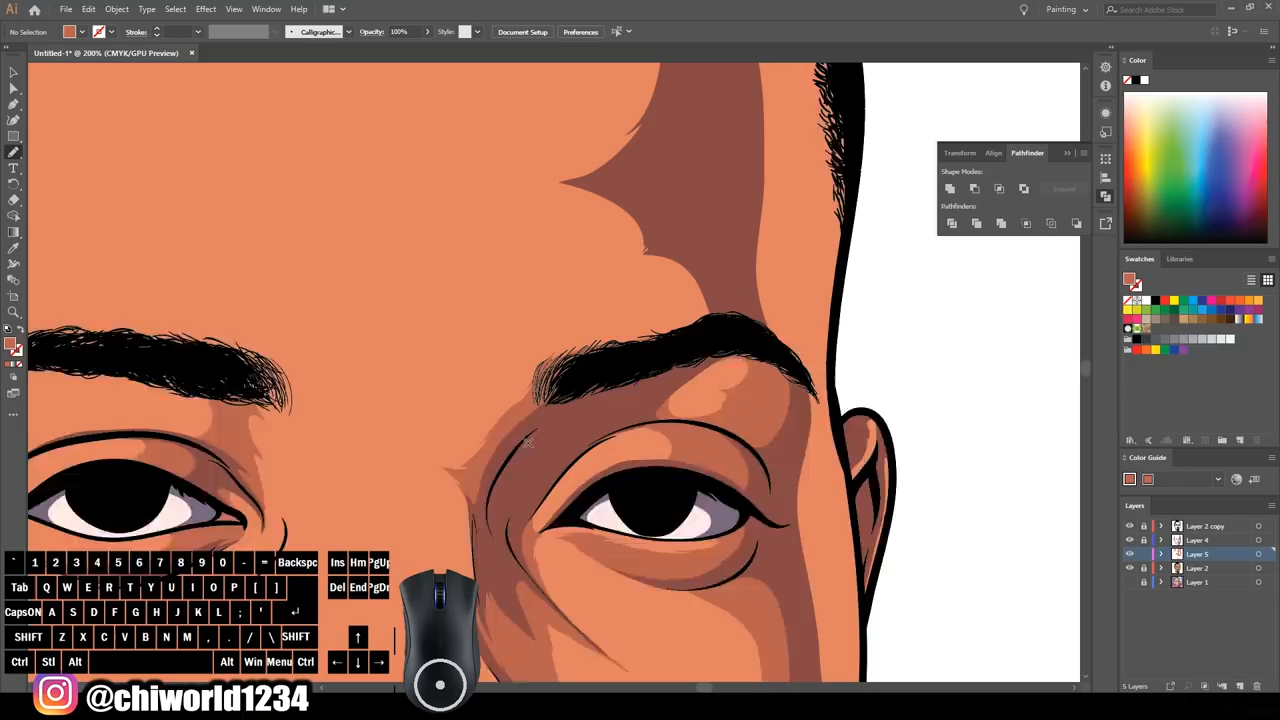 Ai File Edit Object Type Select Effect View Window Help Painting Search Adobe Stock
No Selection Stroke: Calligraphic... Opacity: 100% Style: Document Setup Preferences
Untitled-1* @ 200% (CMYK/GPU Preview) ×
Color
Transform Align Pathfinder
Shape Modes:
Expand
Pathfinders:
Swatches Libraries
Color Guide
Layers
Layer 2 copy
Layer 4
Layer 5
Layer 2
Layer 1
5 Layers
` 1 2 3 4 5 6 7 8 9 0 - = Backspc Ins Hm PgUp
Tab Q W E R T Y U I O P [ ] Del End PgDn
CapsON A S D F G H J K L ; '
SHIFT Z X C V B N M , . / \ SHIFT ↑
Ctrl Stl Alt Alt Win Menu Ctrl ← ↓ →
@chiworld1234